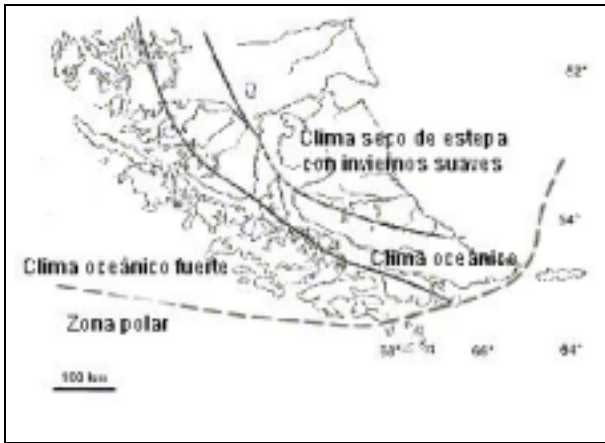 52°
Clima seco de estepa
con inviernos suaves
54°
Clima oceánico
Clima oceánico fuerte
Zona polar
66°
64°
100 km